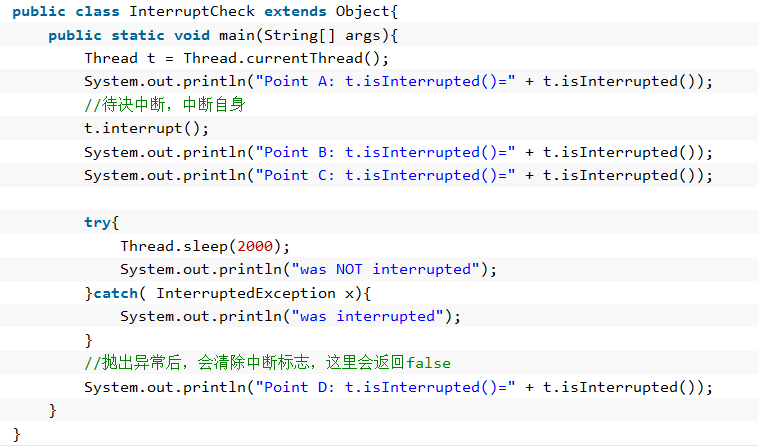 public class InterruptCheck extends Object{
    public static void main(String[] args){
        Thread t = Thread.currentThread();
        System.out.println("Point A: t.isInterrupted()=" + t.isInterrupted());
        //待决中断，中断自身
        t.interrupt();
        System.out.println("Point B: t.isInterrupted()=" + t.isInterrupted());
        System.out.println("Point C: t.isInterrupted()=" + t.isInterrupted());

        try{
            Thread.sleep(2000);
            System.out.println("was NOT interrupted");
        }catch( InterruptedException x){
            System.out.println("was interrupted");
        }
        //抛出异常后，会清除中断标志，这里会返回false
        System.out.println("Point D: t.isInterrupted()=" + t.isInterrupted());
    }
}